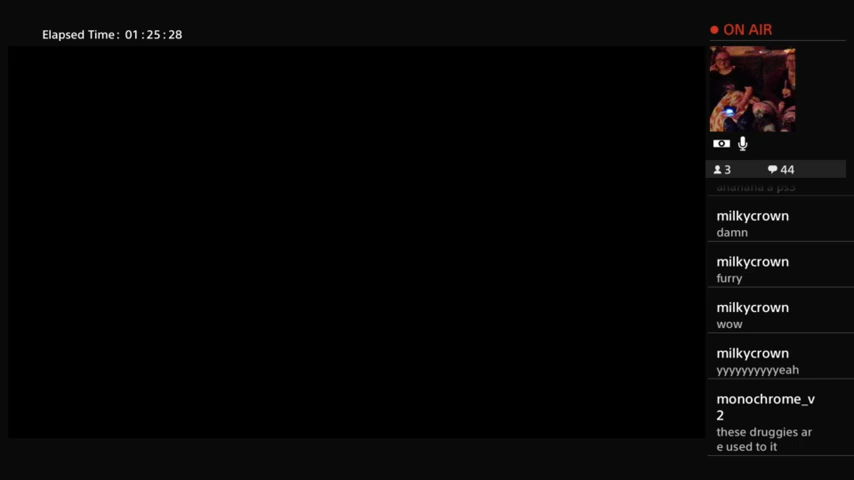 Elapsed Time: 01:25:28
ON AIR
3 44
milkycrown
damn
milkycrown
furry
milkycrown
wow
milkycrown
yyyyyyyyyyeah
monochrome_v
2
these druggies ar
e used to it